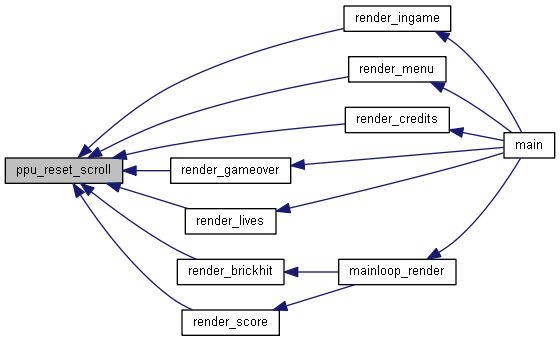 render_ingame
render_menu
render_credits
main
ppu_reset_scroll
render_gameover
render_lives
render_brickhit
mainloop_render
render_score